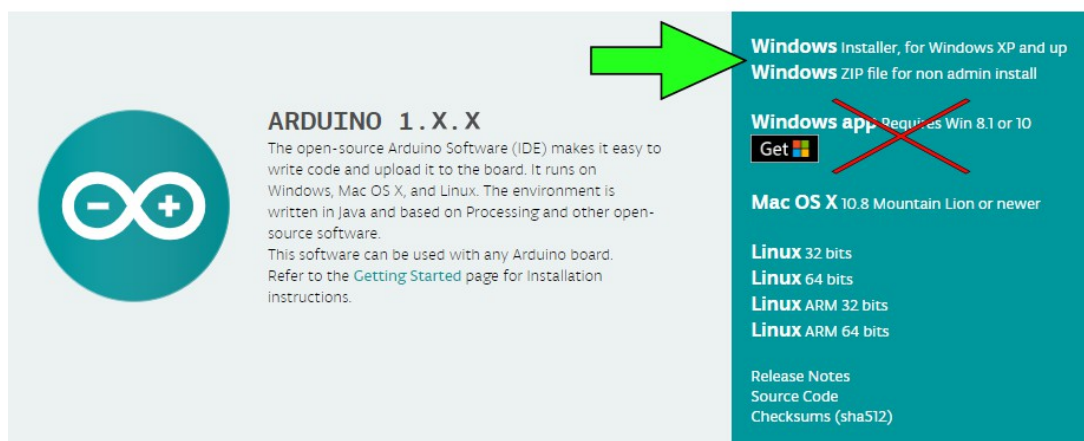 ARDUINO 1.X.X
The open-source Arduino Software (IDE) makes it easy to
write code and upload it to the board. It runs on
Windows, Mac OS X, and Linux. The environment is
written in Java and based on Processing and other open-
source software.
This software can be used with any Arduino board.
Refer to the Getting Started page for Installation
instructions.
Windows Installer, for Windows XP and up
Windows ZIP file for non admin install
Windows app Requires Win 8.1 or 10
Get
Mac OS X 10.8 Mountain Lion or newer
Linux 32 bits
Linux 64 bits
Linux ARM 32 bits
Linux ARM 64 bits
Release Notes
Source Code
Checksums (sha512)